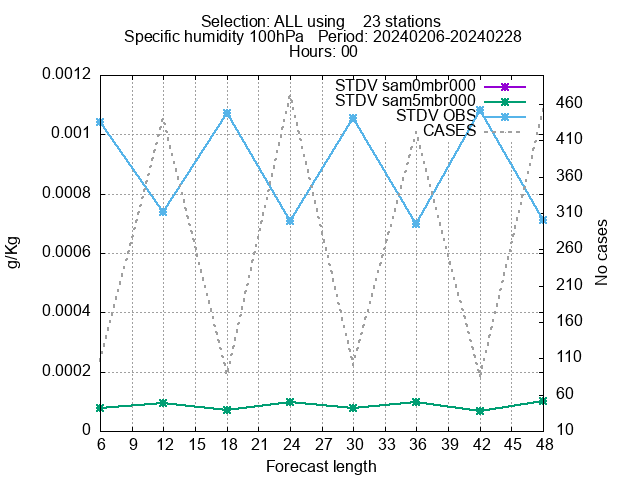 Selection: ALL using    23 stations
Specific humidity 100hPa   Period: 20240206-20240228
Hours: 00
STDV sam0mbr000
STDV sam5mbr000
STDV OBS
CASES
0.0012
0.001
0.0008
0.0006
0.0004
0.0002
0
g/Kg
460
410
360
310
260
210
160
110
60
10
No cases
6 9 12 15 18 21 24 27 30 33 36 39 42 45 48
Forecast length